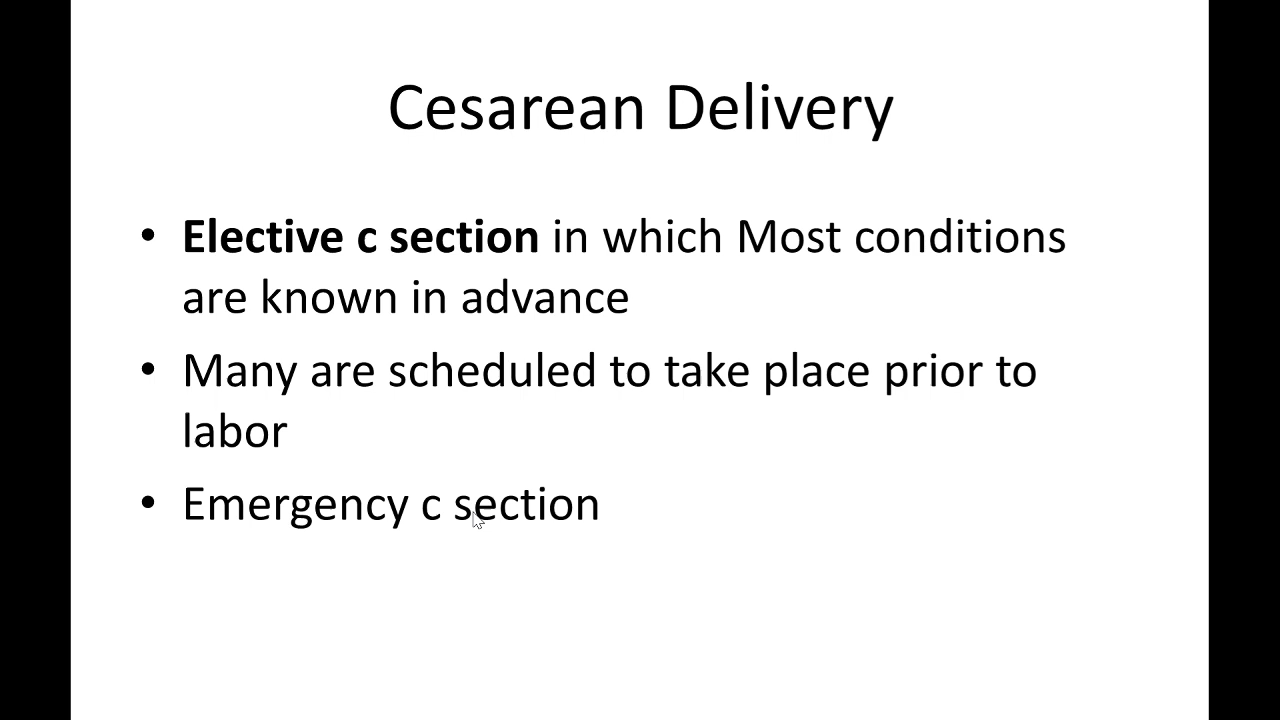 Cesarean Delivery
• Elective c section in which Most conditions
are known in advance
• Many are scheduled to take place prior to
labor
• Emergency c section